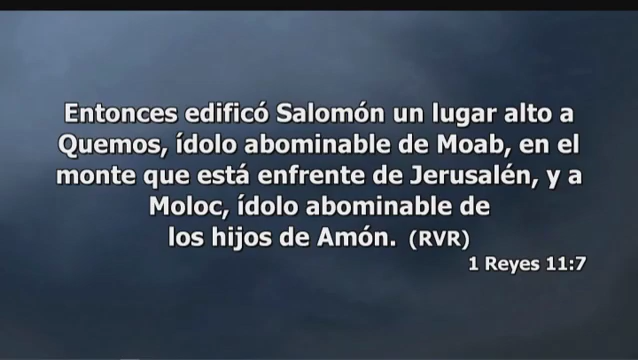 Entonces edificó Salomón un lugar alto a
Quemos, ídolo abominable de Moab, en el
monte que está enfrente de Jerusalén, y a
Moloc, ídolo abominable de
los hijos de Amón. (RVR)
1 Reyes 11:7